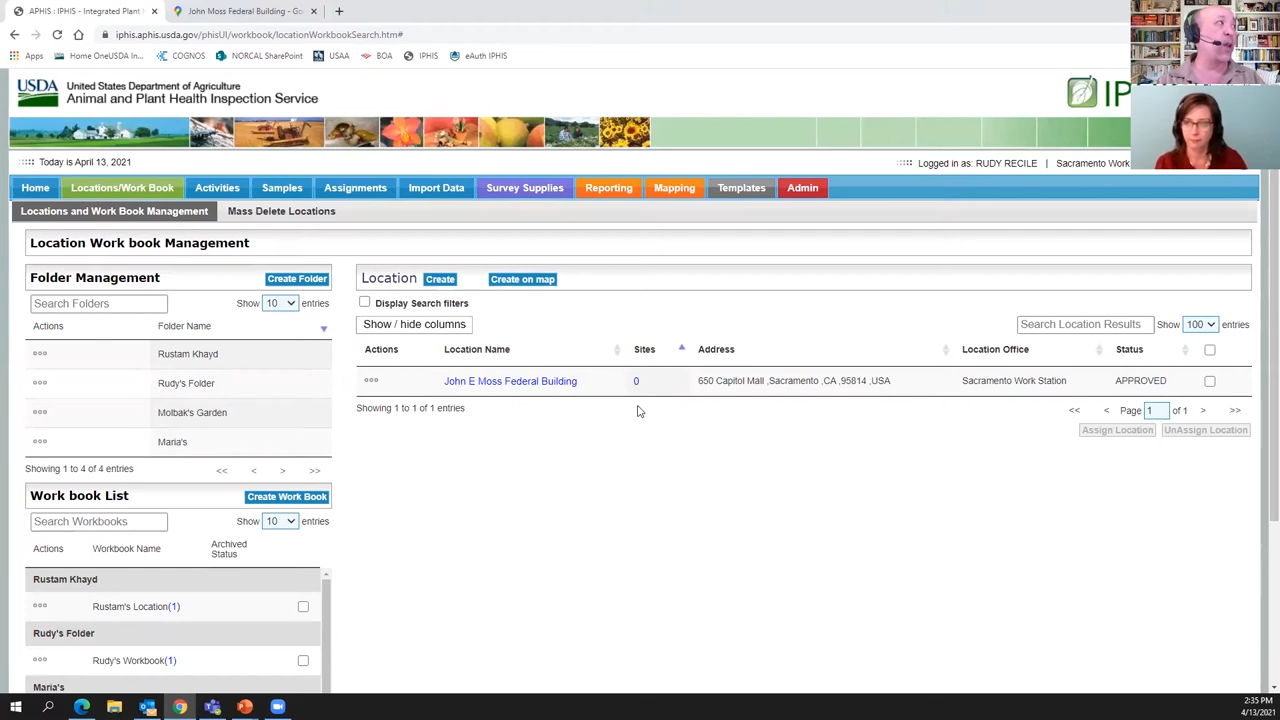 APHIS : IPHIS - Integrated Plant H
John Moss Federal Building - Go
iphis.aphis.usda.gov/phisUI/workbook/locationWorkbookSearch.htm#
Apps
Home OneUSDA In...
COGNOS
NORCAL SharePoint
USAA
BOA
IPHIS
eAuth IPHIS
USDA
United States Department of Agriculture
Animal and Plant Health Inspection Service
Today is April 13, 2021
Logged in as: RUDY RECILE | Sacramento Work
Home Locations/Work Book Activities Samples Assignments Import Data Survey Supplies Reporting Mapping Templates Admin
Locations and Work Book Management Mass Delete Locations
Location Work book Management
Folder Management Create Folder
Search Folders Show 10 entries
Actions Folder Name
Rustam Khayd
Rudy's Folder
Molbak's Garden
Maria's
Showing 1 to 4 of 4 entries << < > >>
Work book List Create Work Book
Search Workbooks Show 10 entries
Actions Workbook Name Archived Status
Rustam Khayd
Rustam's Location(1)
Rudy's Folder
Rudy's Workbook(1)
Maria's
Location Create Create on map
Display Search filters
Show / hide columns Search Location Results Show 100 entries
Actions Location Name Sites Address Location Office Status
John E Moss Federal Building 0 650 Capitol Mall ,Sacramento ,CA ,95814 ,USA Sacramento Work Station APPROVED
Showing 1 to 1 of 1 entries << < Page 1 of 1 > >>
Assign Location UnAssign Location
2:35 PM
4/13/2021